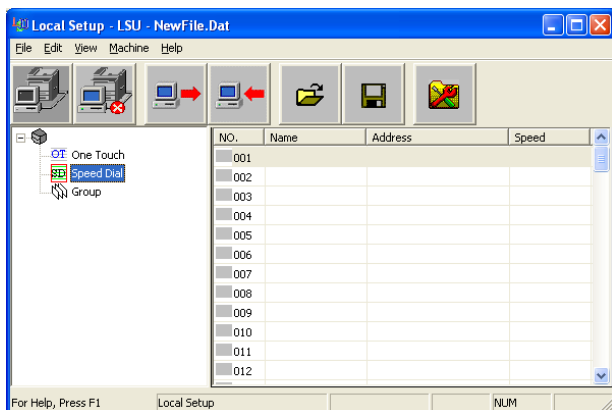 Local Setup - LSU - NewFile.Dat
File Edit View Machine Help
NO. Name Address Speed
OT One Touch
SD Speed Dial
Group
001
002
003
004
005
006
007
008
009
010
011
012
For Help, Press F1 Local Setup NUM